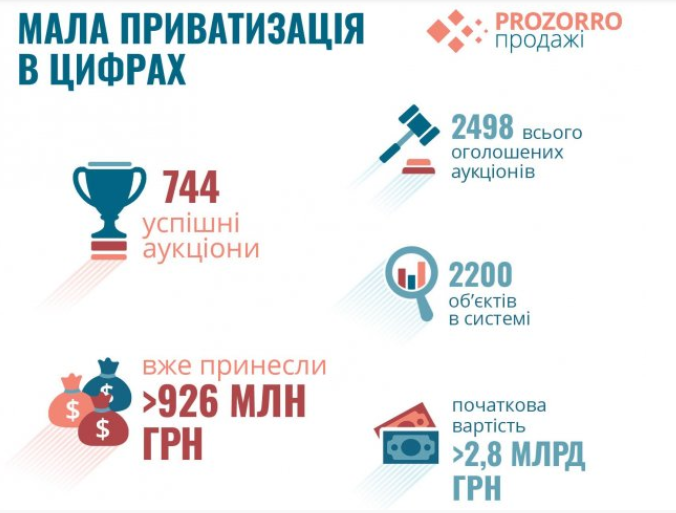 МАЛА ПРИВАТИЗАЦІЯ
В ЦИФРАХ
PROZORRO
продажі
744
успішні
аукціони
2498 всього
оголошених
аукціонів
2200
об’єктів
в системі
вже принесли
>926 МЛН
ГРН
початкова
вартість
>2,8 МЛРД
ГРН
$
$
$